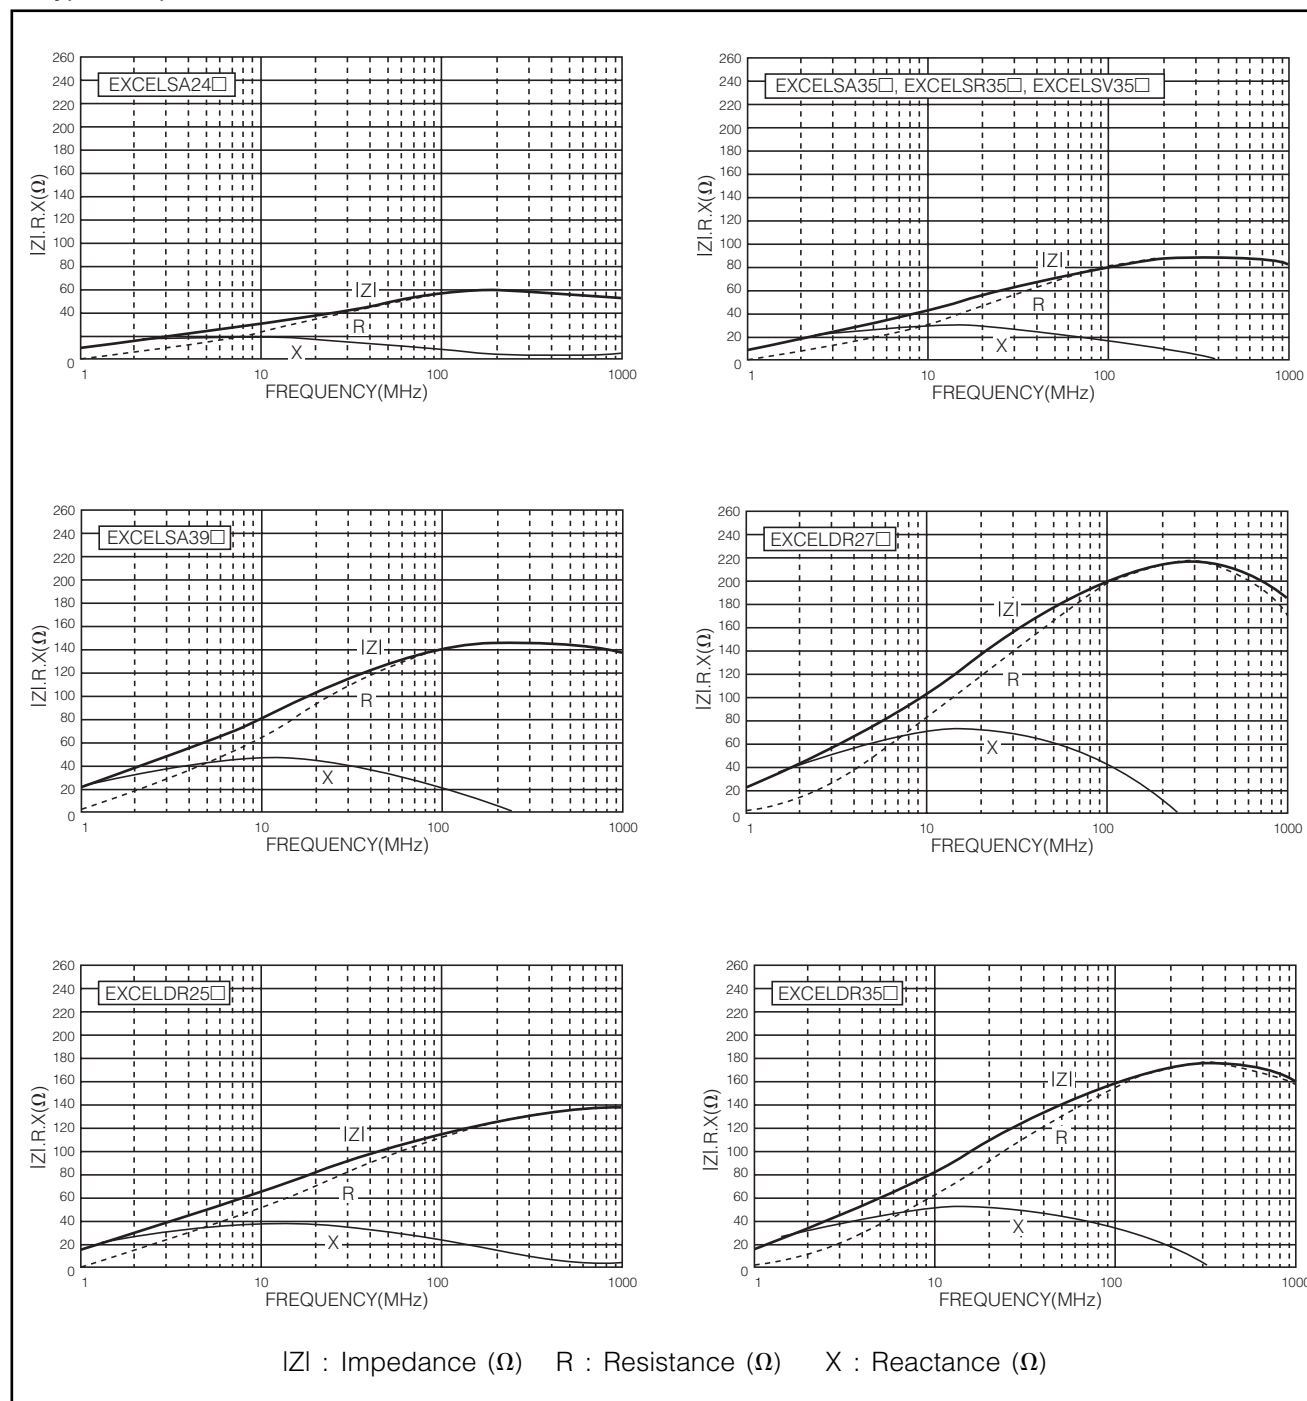 EXCELSA24□
260
240
220
200
180
160
140
120
100
80
60
40
20
0
|Z|.R.X(Ω)
|Z|
R
X
1 10 100 1000
FREQUENCY(MHz)
EXCELSA35□, EXCELSR35□, EXCELSV35□
260
240
220
200
180
160
140
120
100
80
60
40
20
0
|Z|.R.X(Ω)
|Z|
R
X
1 10 100 1000
FREQUENCY(MHz)
EXCELSA39□
260
240
220
200
180
160
140
120
100
80
60
40
20
0
|Z|.R.X(Ω)
|Z|
R
X
1 10 100 1000
FREQUENCY(MHz)
EXCELDR27□
260
240
220
200
180
160
140
120
100
80
60
40
20
0
|Z|.R.X(Ω)
|Z|
R
X
1 10 100 1000
FREQUENCY(MHz)
EXCELDR25□
260
240
220
200
180
160
140
120
100
80
60
40
20
0
|Z|.R.X(Ω)
|Z|
R
X
1 10 100 1000
FREQUENCY(MHz)
EXCELDR35□
260
240
220
200
180
160
140
120
100
80
60
40
20
0
|Z|.R.X(Ω)
|Z|
R
X
1 10 100 1000
FREQUENCY(MHz)
|Z| : Impedance (Ω) R : Resistance (Ω) X : Reactance (Ω)